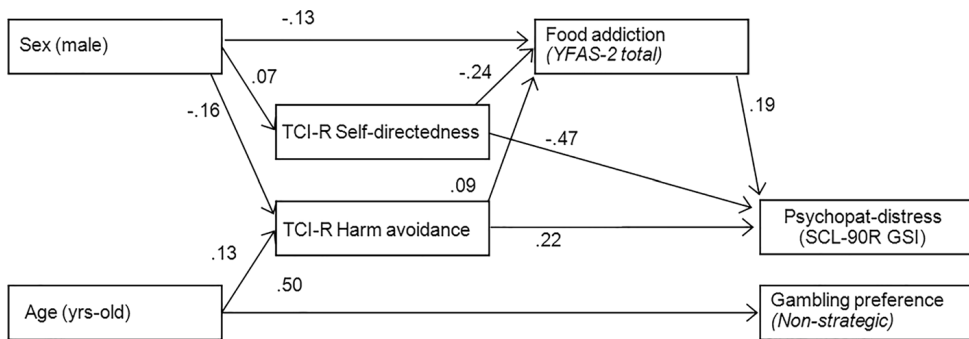 -.13
Sex (male)
Food addiction
(YFAS-2 total)
.07
-.24
-.16
.19
TCI-R Self-directedness
-.47
.09
TCI-R Harm avoidance
Psychopat-distress
(SCL-90R GSI)
.22
.13
.50
Age (yrs-old)
Gambling preference
(Non-strategic)